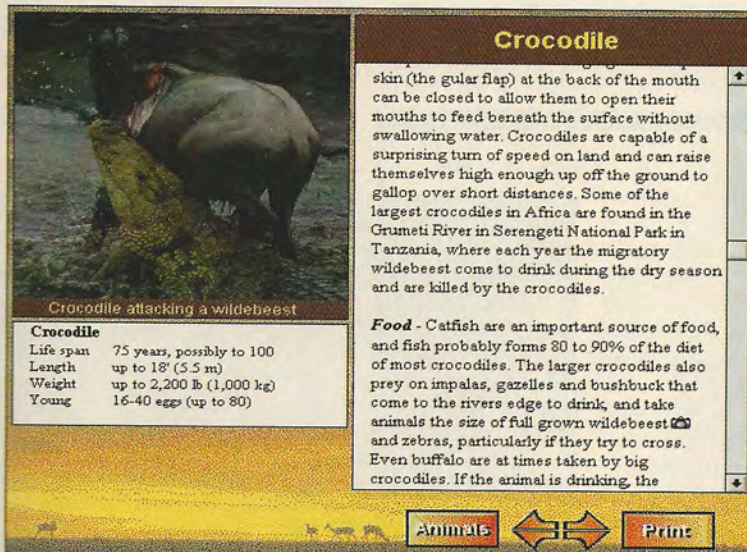 Crocodile
skin (the gular flap) at the back of the mouth
can be closed to allow them to open their
mouths to feed beneath the surface without
swallowing water. Crocodiles are capable of a
surprising turn of speed on land and can raise
themselves high enough up off the ground to
gallop over short distances. Some of the
largest crocodiles in Africa are found in the
Grumeti River in Serengeti National Park in
Tanzania, where each year the migratory
wildebeest come to drink during the dry season
and are killed by the crocodiles.
Food - Catfish are an important source of food,
and fish probably forms 80 to 90% of the diet
of most crocodiles. The larger crocodiles also
prey on impalas, gazelles and bushbuck that
come to the rivers edge to drink, and take
animals the size of full grown wildebeest
and zebras, particularly if they try to cross.
Even buffalo are at times taken by big
crocodiles. If the animal is drinking, the
Crocodile attacking a wildebeest
Crocodile
Life span 75 years, possibly to 100
Length up to 18' (5.5 m)
Weight up to 2,200 lb (1,000 kg)
Young 16-40 eggs (up to 80)
Animals
Print